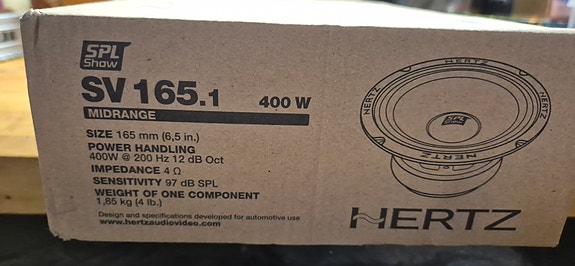 SPL
Show
SV 165.1 400 W
MIDRANGE
SIZE 165 mm (6,5 in.)
POWER HANDLING
400W @ 200 Hz 12 dB Oct
IMPEDANCE 4 Ω
SENSITIVITY 97 dB SPL
WEIGHT OF ONE COMPONENT
1,85 kg (4 lb.)
Design and specifications developed for automotive use
www.hertzaudiovideo.com
HERTZ
HERTZ
HERTZ
SPL
HERTZ
HERTZ